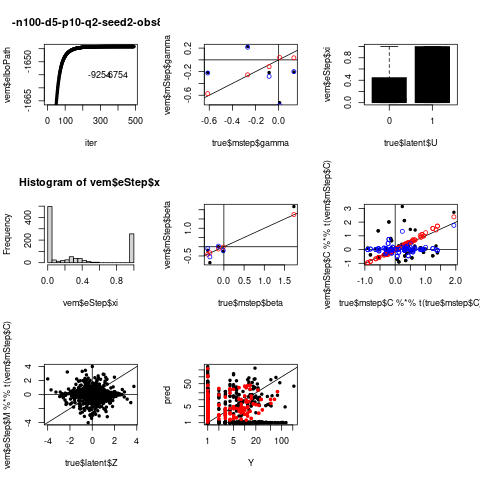 -n100-d5-p10-q2-seed2-obs8
vem$elboPath
-1665
-1650
0 100 300 500
iter
vem$mStep$gamma
-0.6
-0.2
0.2
-0.6 -0.4 -0.2 0.0
true$mstep$gamma
vem$eStep$xi
0.0
0.4
0.8
0 1
true$latent$U
Histogram of vem$eStep$x
Frequency
0
200
400
0.0 0.2 0.4 0.6 0.8 1.0
vem$eStep$xi
vem$mStep$beta
-0.5
0.5
1.5
0.0 0.5 1.0 1.5
true$mstep$beta
vem$mStep$C %*% t(vem$mStep$C)
-1
0
1
2
3
-1.0 0.0 1.0 2.0
true$mstep$C %*% t(true$mstep$C)
vem$eStep$M %*% t(vem$mStep$C)
-4
-2
0
2
4
-4 -2 0 2 4
true$latent$Z
pred
1
5
50
1 5 20 100
Y